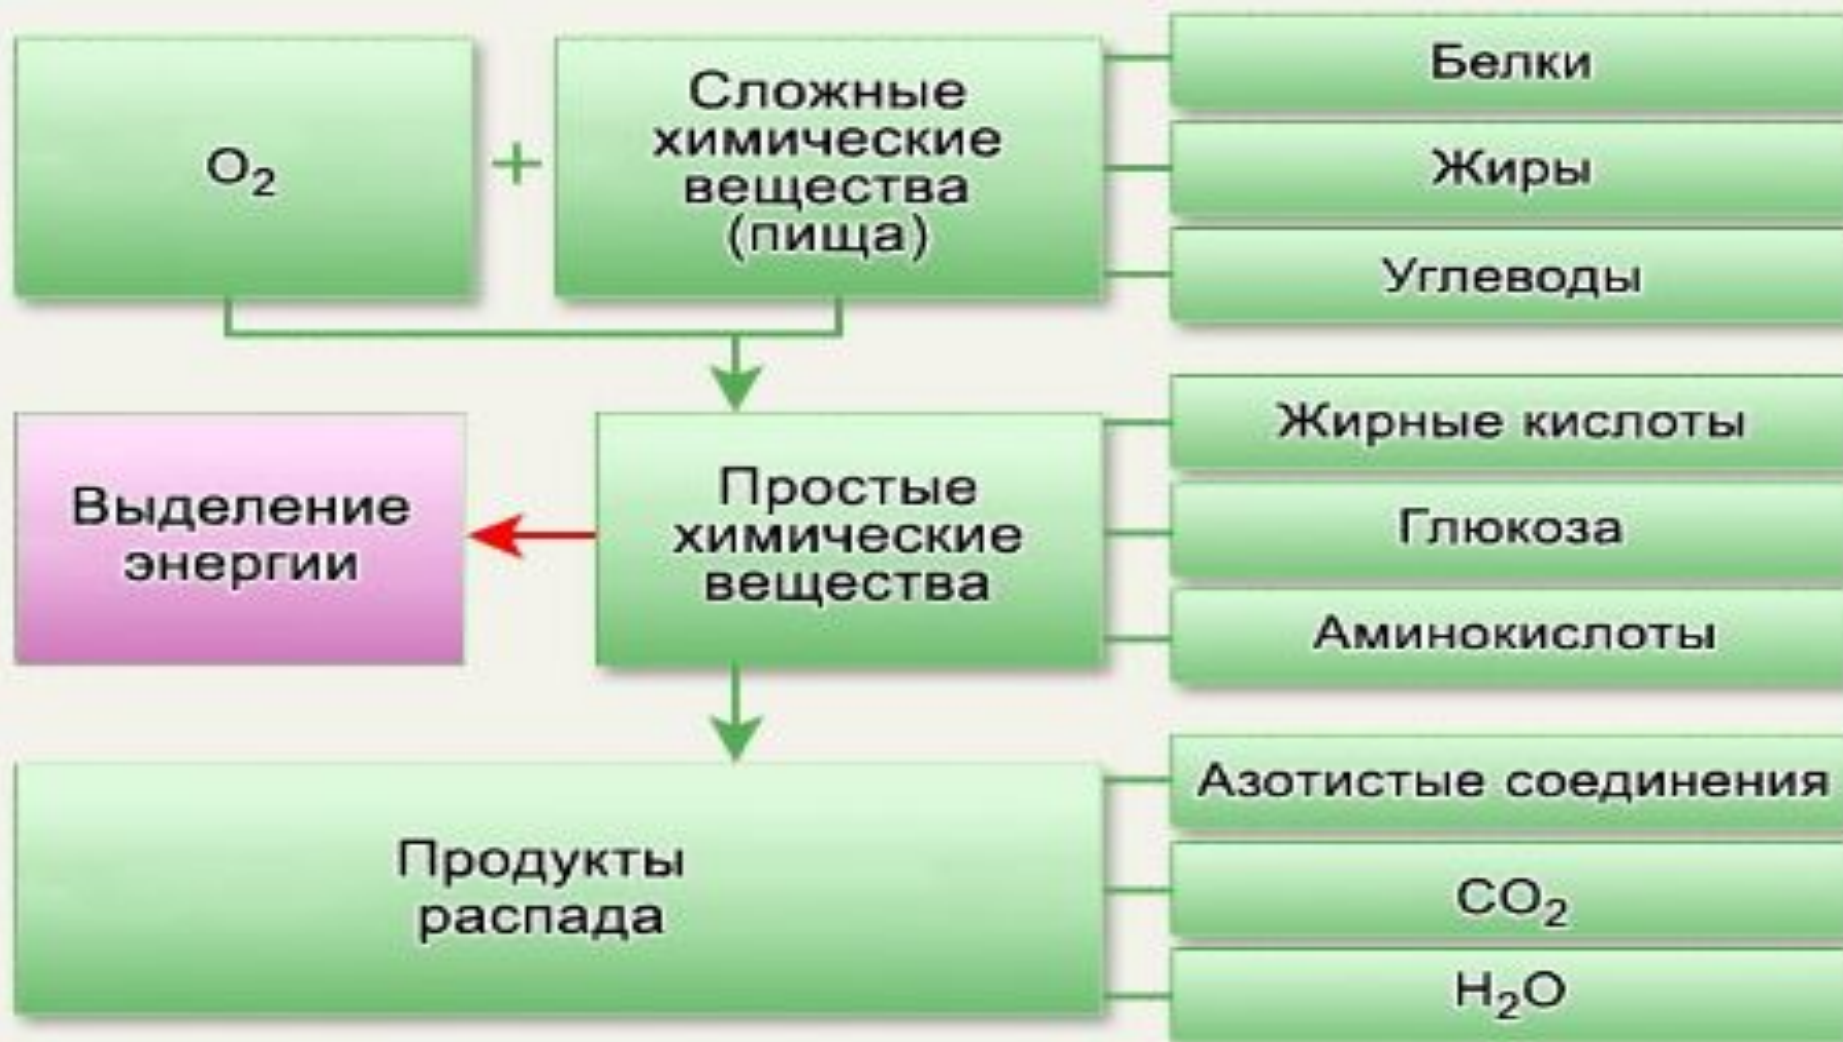 O₂
+
Сложные
химические
вещества
(пища)
Белки
Жиры
Углеводы
Выделение
энергии
Простые
химические
вещества
Жирные кислоты
Глюкоза
Аминокислоты
Продукты
распада
Азотистые соединения
CO₂
H₂O